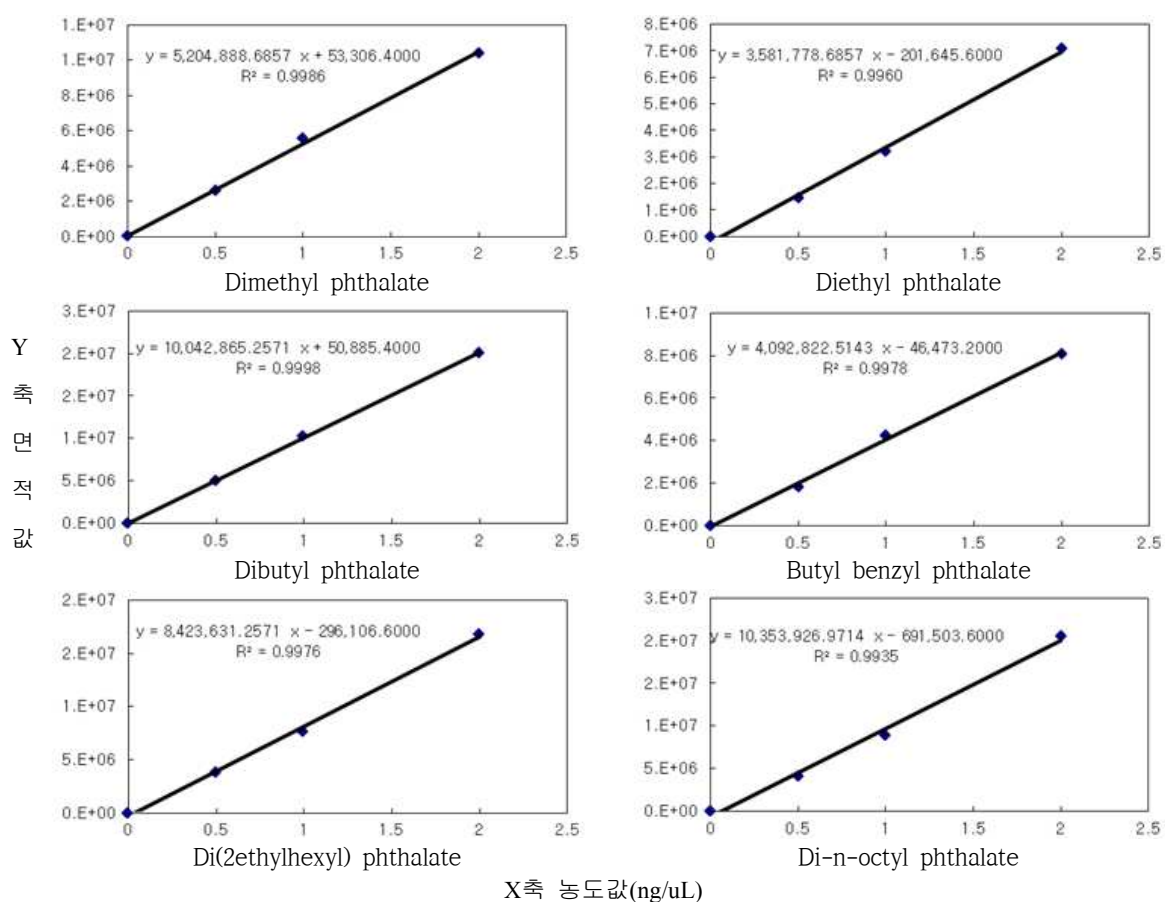 1.E+07
1.E+07
8.E+06
6.E+06
4.E+06
2.E+06
0.E+00
y = 5,204,888.6857 x + 53,306.4000
R² = 0.9986
0 0.5 1 1.5 2 2.5
Dimethyl phthalate
8.E+06
7.E+06
6.E+06
5.E+06
4.E+06
3.E+06
2.E+06
1.E+06
0.E+00
y = 3,581,778.6857 x - 201,645.6000
R² = 0.9960
0 0.5 1 1.5 2 2.5
Diethyl phthalate
Y
축
면
적
값
3.E+07
2.E+07
2.E+07
1.E+07
5.E+06
0.E+00
y = 10,042,865.2571 x + 50,885.4000
R² = 0.9998
0 0.5 1 1.5 2 2.5
Dibutyl phthalate
1.E+07
8.E+06
6.E+06
4.E+06
2.E+06
0.E+00
y = 4,092,822.5143 x - 46,473.2000
R² = 0.9978
0 0.5 1 1.5 2 2.5
Butyl benzyl phthalate
2.E+07
2.E+07
1.E+07
5.E+06
0.E+00
y = 8,423,631.2571 x - 296,106.6000
R² = 0.9976
0 0.5 1 1.5 2 2.5
Di(2ethylhexyl) phthalate
3.E+07
2.E+07
2.E+07
1.E+07
5.E+06
0.E+00
y = 10,353,926.9714 x - 691,503.6000
R² = 0.9935
0 0.5 1 1.5 2 2.5
Di-n-octyl phthalate
X축 농도값(ng/uL)